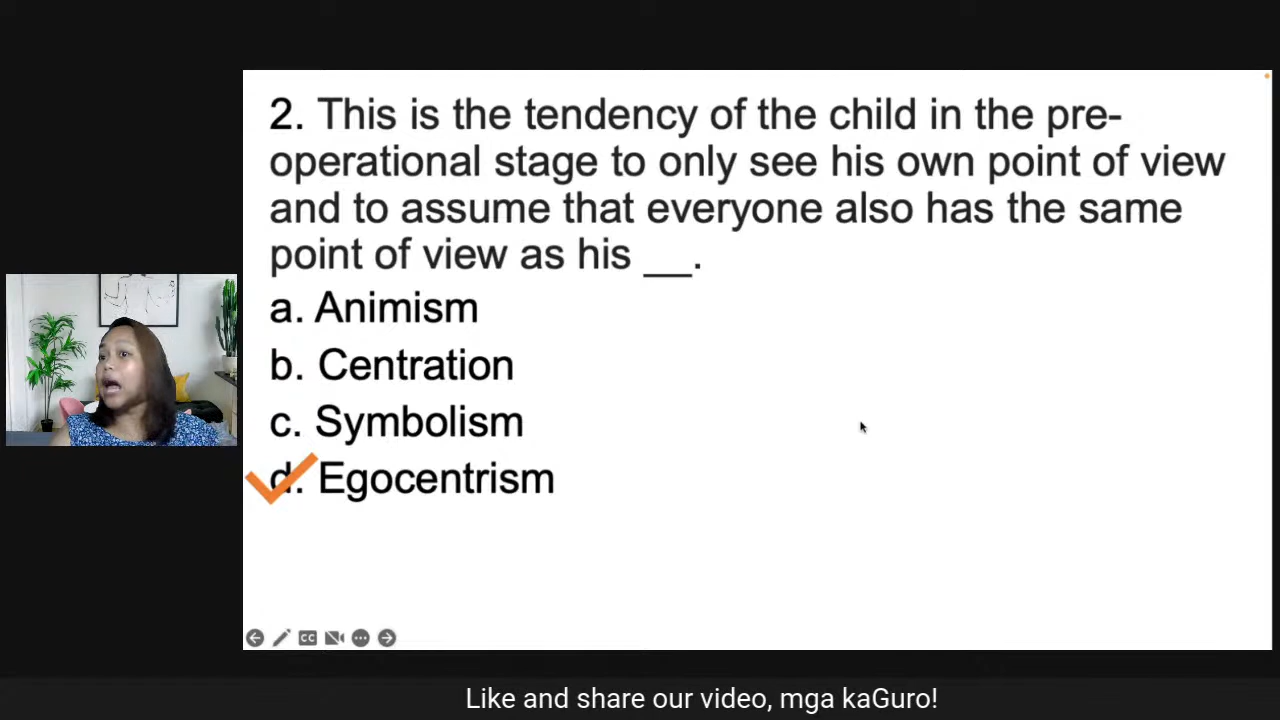 2. This is the tendency of the child in the pre-
operational stage to only see his own point of view
and to assume that everyone also has the same
point of view as his __.
a. Animism
b. Centration
c. Symbolism
d. Egocentrism
CC
Like and share our video, mga kaGuro!